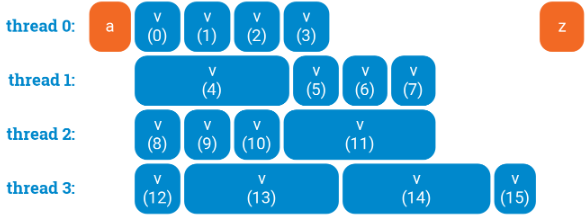 thread 0: a v (0) v (1) v (2) v (3) z
thread 1: v (4) v (5) v (6) v (7)
thread 2: v (8) v (9) v (10) v (11)
thread 3: v (12) v (13) v (14) v (15)